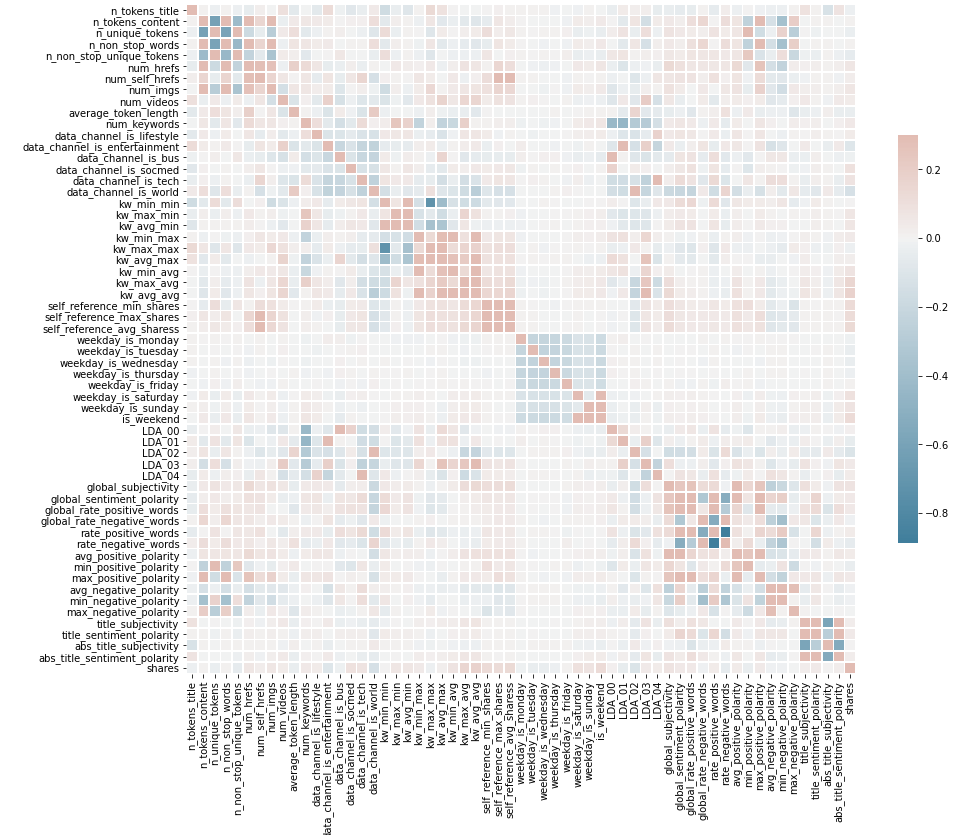 n_tokens_title
n_tokens_content
n_unique_tokens
n_non_stop_words
n_non_stop_unique_tokens
num_hrefs
num_self_hrefs
num_imgs
num_videos
average_token_length
num_keywords
data_channel_is_lifestyle
data_channel_is_entertainment
data_channel_is_bus
data_channel_is_socmed
data_channel_is_tech
data_channel_is_world
kw_min_min
kw_max_min
kw_avg_min
kw_min_max
kw_max_max
kw_avg_max
kw_min_avg
kw_max_avg
kw_avg_avg
self_reference_min_shares
self_reference_max_shares
self_reference_avg_sharess
weekday_is_monday
weekday_is_tuesday
weekday_is_wednesday
weekday_is_thursday
weekday_is_friday
weekday_is_saturday
weekday_is_sunday
is_weekend
LDA_00
LDA_01
LDA_02
LDA_03
LDA_04
global_subjectivity
global_sentiment_polarity
global_rate_positive_words
global_rate_negative_words
rate_positive_words
rate_negative_words
avg_positive_polarity
min_positive_polarity
max_positive_polarity
avg_negative_polarity
min_negative_polarity
max_negative_polarity
title_subjectivity
title_sentiment_polarity
abs_title_subjectivity
abs_title_sentiment_polarity
shares
n_tokens_title
n_tokens_content
n_unique_tokens
n_non_stop_words
n_non_stop_unique_tokens
num_hrefs
num_self_hrefs
num_imgs
num_videos
average_token_length
num_keywords
data_channel_is_lifestyle
data_channel_is_entertainment
data_channel_is_bus
data_channel_is_socmed
data_channel_is_tech
data_channel_is_world
kw_min_min
kw_max_min
kw_avg_min
kw_min_max
kw_max_max
kw_avg_max
kw_min_avg
kw_max_avg
kw_avg_avg
self_reference_min_shares
self_reference_max_shares
self_reference_avg_sharess
weekday_is_monday
weekday_is_tuesday
weekday_is_wednesday
weekday_is_thursday
weekday_is_friday
weekday_is_saturday
weekday_is_sunday
is_weekend
LDA_00
LDA_01
LDA_02
LDA_03
LDA_04
global_subjectivity
global_sentiment_polarity
global_rate_positive_words
global_rate_negative_words
rate_positive_words
rate_negative_words
avg_positive_polarity
min_positive_polarity
max_positive_polarity
avg_negative_polarity
min_negative_polarity
max_negative_polarity
title_subjectivity
title_sentiment_polarity
abs_title_subjectivity
abs_title_sentiment_polarity
shares
0.2
0.0
−0.2
−0.4
−0.6
−0.8